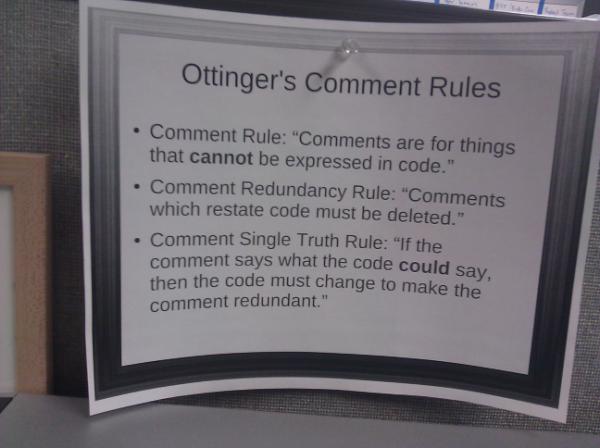 Ottinger's Comment Rules
• Comment Rule: “Comments are for things
that cannot be expressed in code.”
• Comment Redundancy Rule: “Comments
which restate code must be deleted.”
• Comment Single Truth Rule: “If the
comment says what the code could say,
then the code must change to make the
comment redundant.”